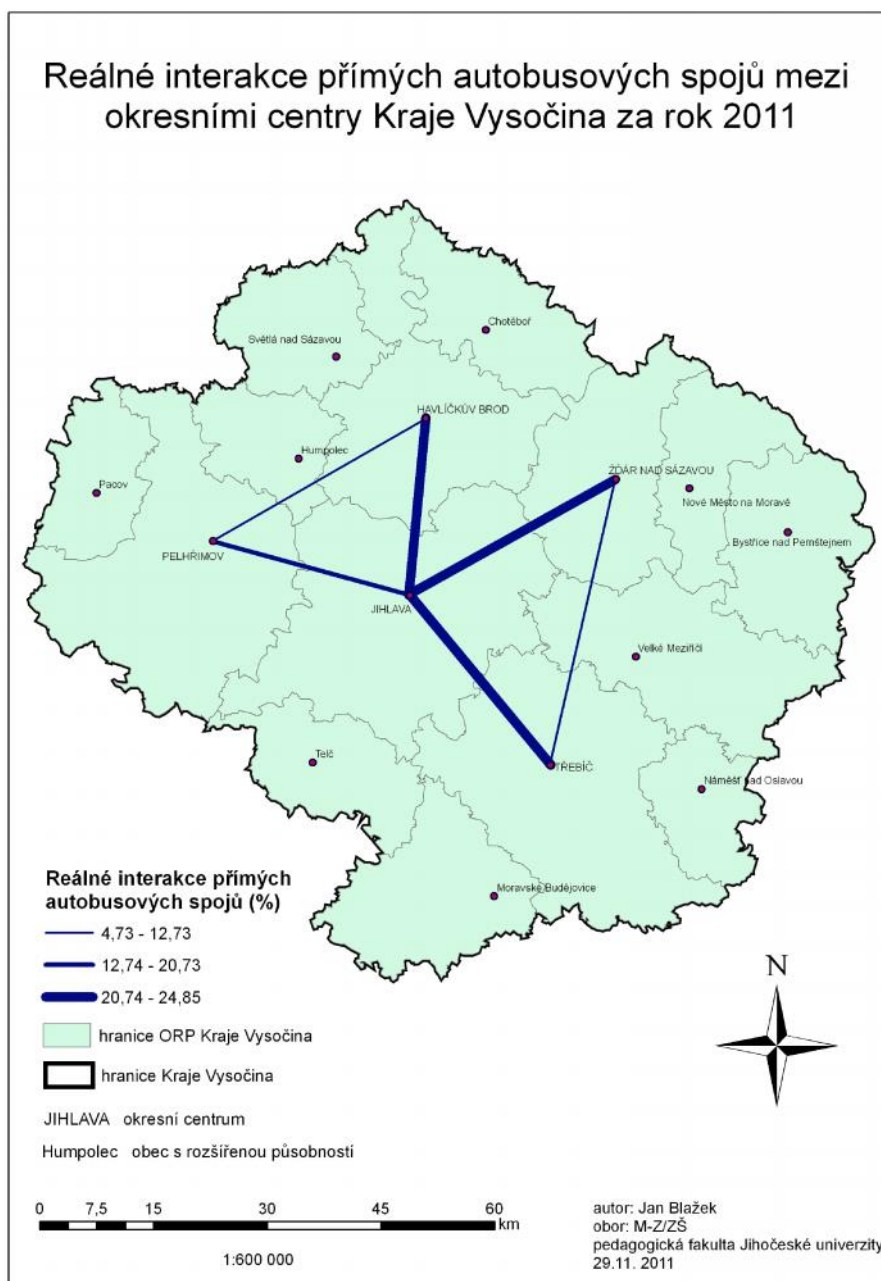 Reálné interakce přímých autobusových spojů mezi
okresními centry Kraje Vysočina za rok 2011
Chotěboř
Světlá nad Sázavou
HAVLÍČKŮV BROD
Humpolec
ŽĎÁR NAD SÁZAVOU
Pacov
Nové Město na Moravě
Bystřice nad Pernštejnem
PELHŘIMOV
JIHLAVA
Velké Meziříčí
Telč
TŘEBÍČ
Náměšť nad Oslavou
Moravské Budějovice
Reálné interakce přímých
autobusových spojů (%)
4,73 - 12,73
12,74 - 20,73
20,74 - 24,85
hranice ORP Kraje Vysočina
hranice Kraje Vysočina
JIHLAVA okresní centrum
Humpolec obec s rozšířenou působností
N
0 7,5 15 30 45 60
km
1:600 000
autor: Jan Blažek
obor: M-Z/ZŠ
pedagogická fakulta Jihočeské univerzity
29.11. 2011